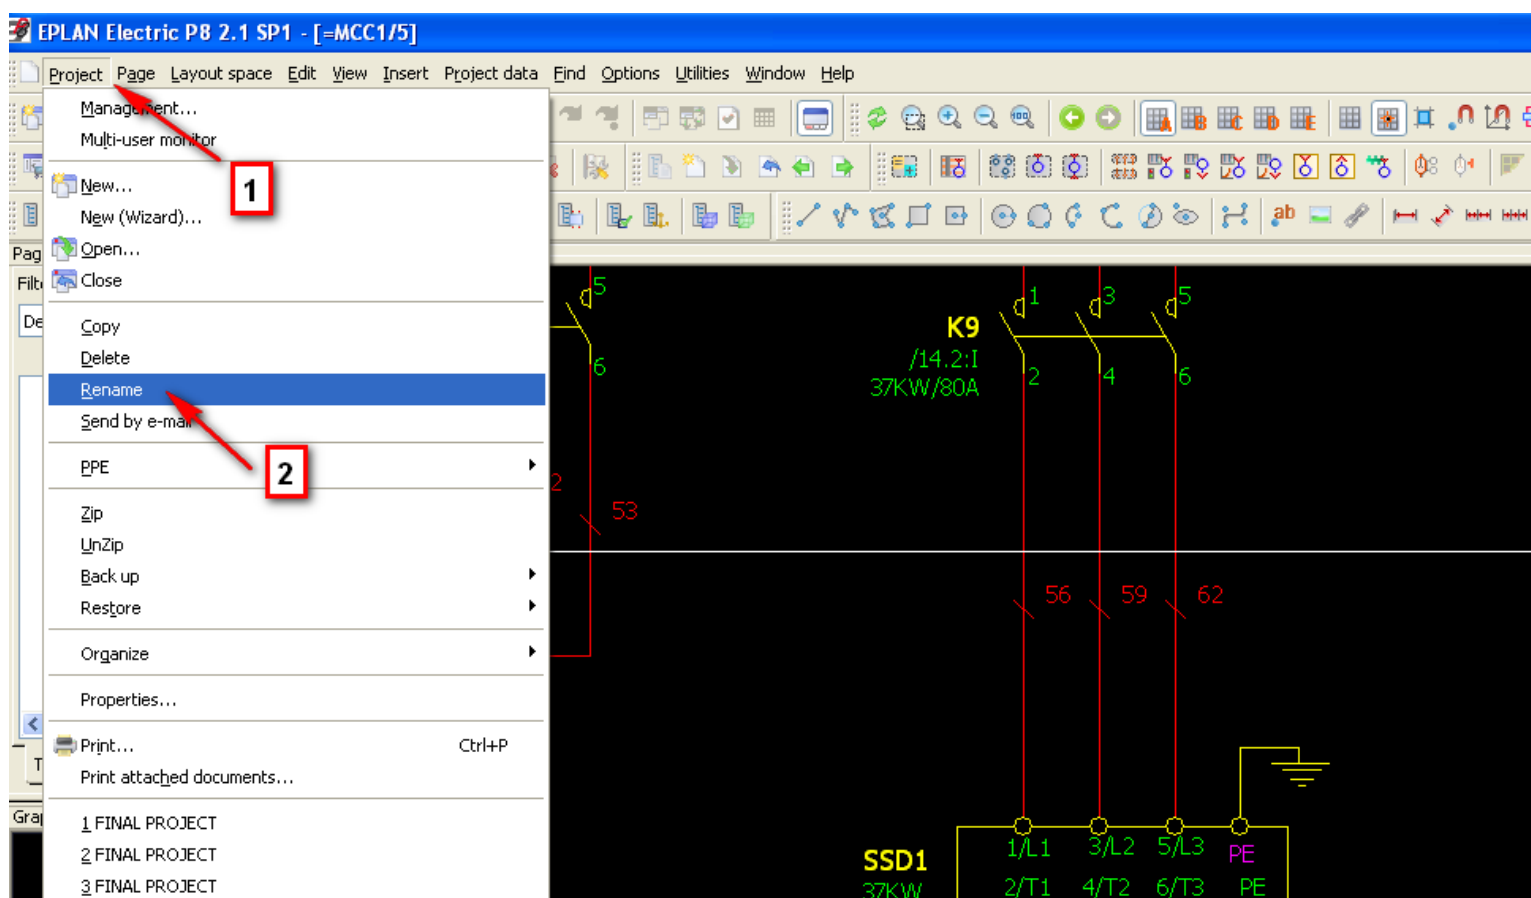 EPLAN Electric P8 2.1 SP1 - [=MCC1/5]
Project Page Layout space Edit View Insert Project data Find Options Utilities Window Help
Management...
Multi-user monitor
1
New...
New (Wizard)...
Open...
Close
Copy
Delete
Rename
Send by e-mail
2
PPE
Zip
UnZip
Back up
Restore
Organize
Properties...
Print... Ctrl+P
Print attached documents...
1 FINAL PROJECT
2 FINAL PROJECT
3 FINAL PROJECT
Pag
Filt
De
T
Gra
100
A B C D E
ab
5
6
2
53
K9
/14.2:I
37KW/80A
1 3 5
2 4 6
56 59 62
SSD1
37KW
1/L1 3/L2 5/L3 PE
2/T1 4/T2 6/T3 PE